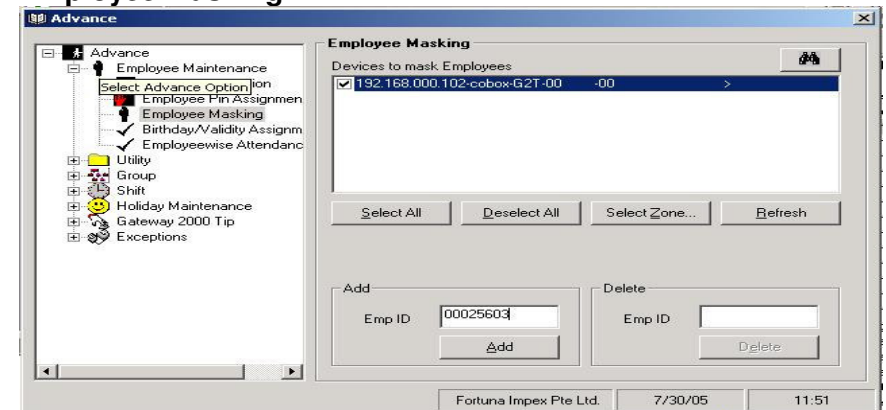 Advance
Advance
Employee Maintenance
Select Advance Option
ion
Employee Pin Assignmen
Employee Masking
Birthday/Validity Assignm
Employeewise Attendanc
Utility
Group
Shift
Holiday Maintenance
Gateway 2000 Tip
Exceptions
Employee Masking
Devices to mask Employees
192.168.000.102-cobox-G2T-00 -00 >
Select All Deselect All Select Zone... Refresh
Add
Emp ID 00025603
Add
Delete
Emp ID
Delete
Fortuna Impex Pte Ltd. 7/30/05 11:51